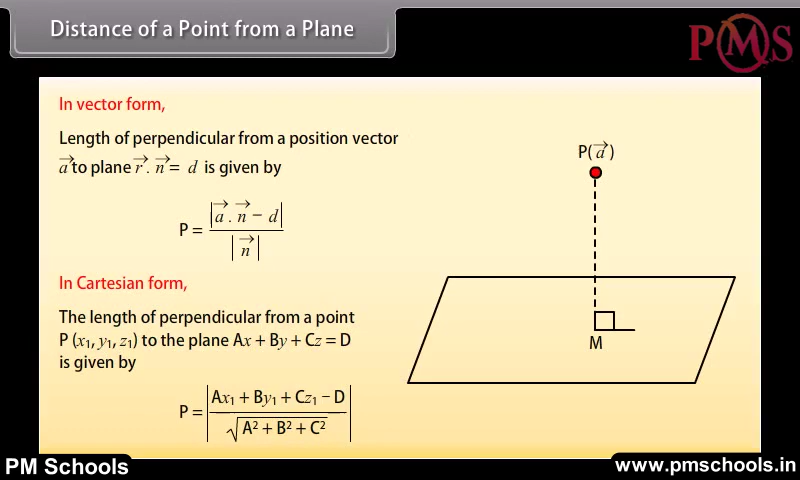 Distance of a Point from a Plane
PMS
In vector form,
Length of perpendicular from a position vector
a⃗ to plane r⃗ . n⃗ = d is given by
P = |a⃗ . n⃗ − d| / |n⃗|
In Cartesian form,
The length of perpendicular from a point
P (x₁, y₁, z₁) to the plane Ax + By + Cz = D
is given by
P = |(Ax₁ + By₁ + Cz₁ − D) / √(A² + B² + C²)|
P(a⃗)
M
PM Schools
www.pmschools.in